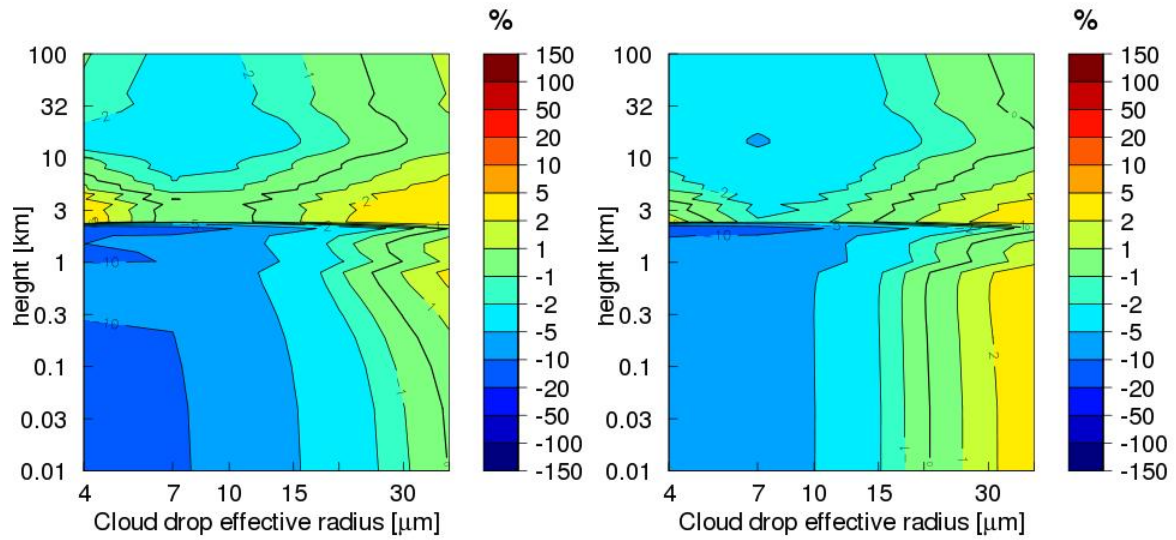 % %
100 150 100 150
100 100
32 50 32 50
20 20
10 10 10 10
5 5
3 2 3 2
1 1
1 -1 1 -1
-2 -2
0.3 -5 0.3 -5
-10 -10
0.1 -20 0.1 -20
-50 -50
0.03 -100 0.03 -100
0.01 -150 0.01 -150
height [km] height [km]
4 7 10 15 30 4 7 10 15 30
Cloud drop effective radius [μm] Cloud drop effective radius [μm]